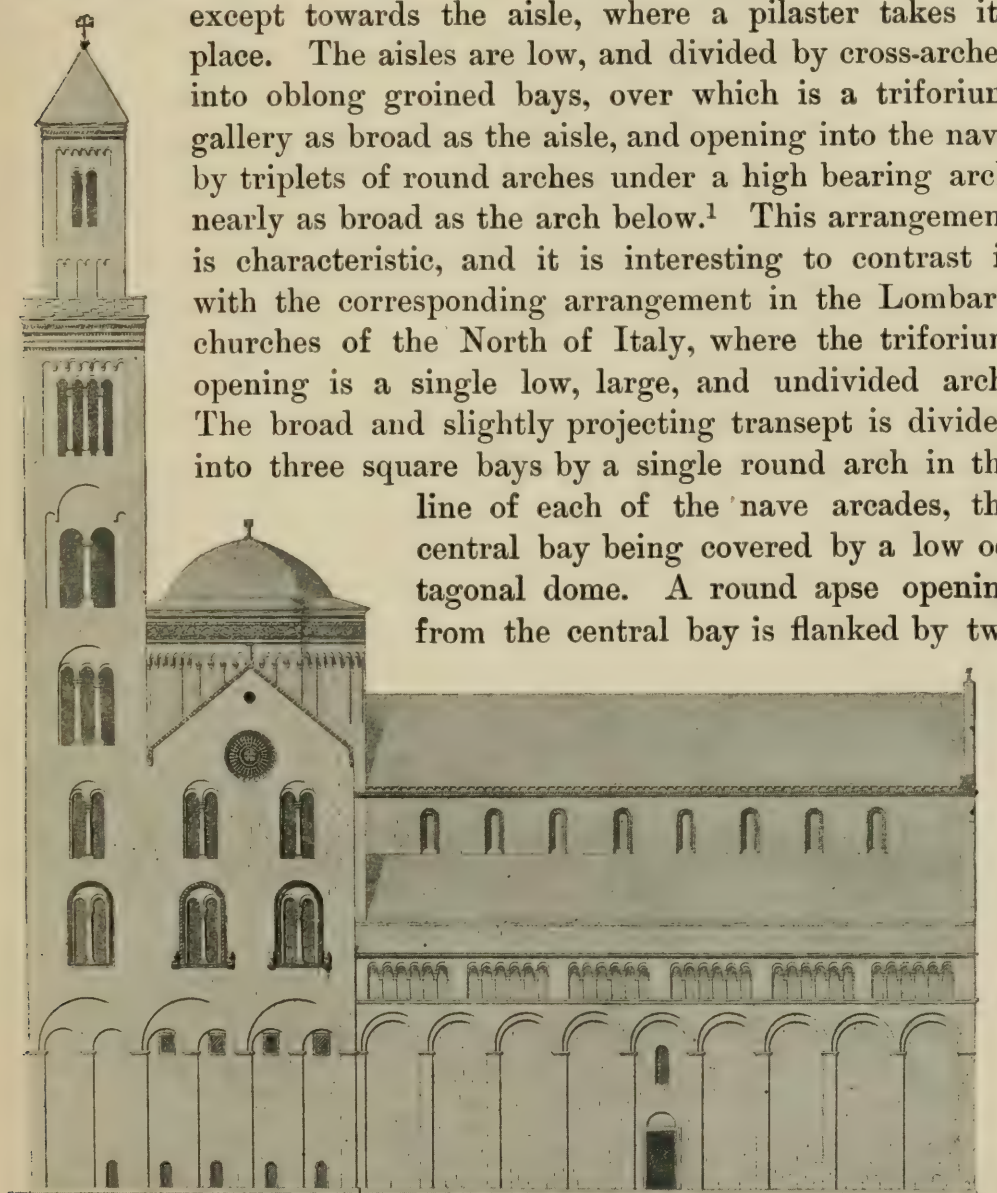 except towards the aisle, where a pilaster takes it
place. The aisles are low, and divided by cross-arche
into oblong groined bays, over which is a triforiur
gallery as broad as the aisle, and opening into the nav
by triplets of round arches under a high bearing arc
nearly as broad as the arch below.¹ This arrangemen
is characteristic, and it is interesting to contrast i
with the corresponding arrangement in the Lombar
churches of the North of Italy, where the triforiur
opening is a single low, large, and undivided arch
The broad and slightly projecting transept is divide
into three square bays by a single round arch in th
line of each of the nave arcades, th
central bay being covered by a low oc
tagonal dome. A round apse openin
from the central bay is flanked by tw